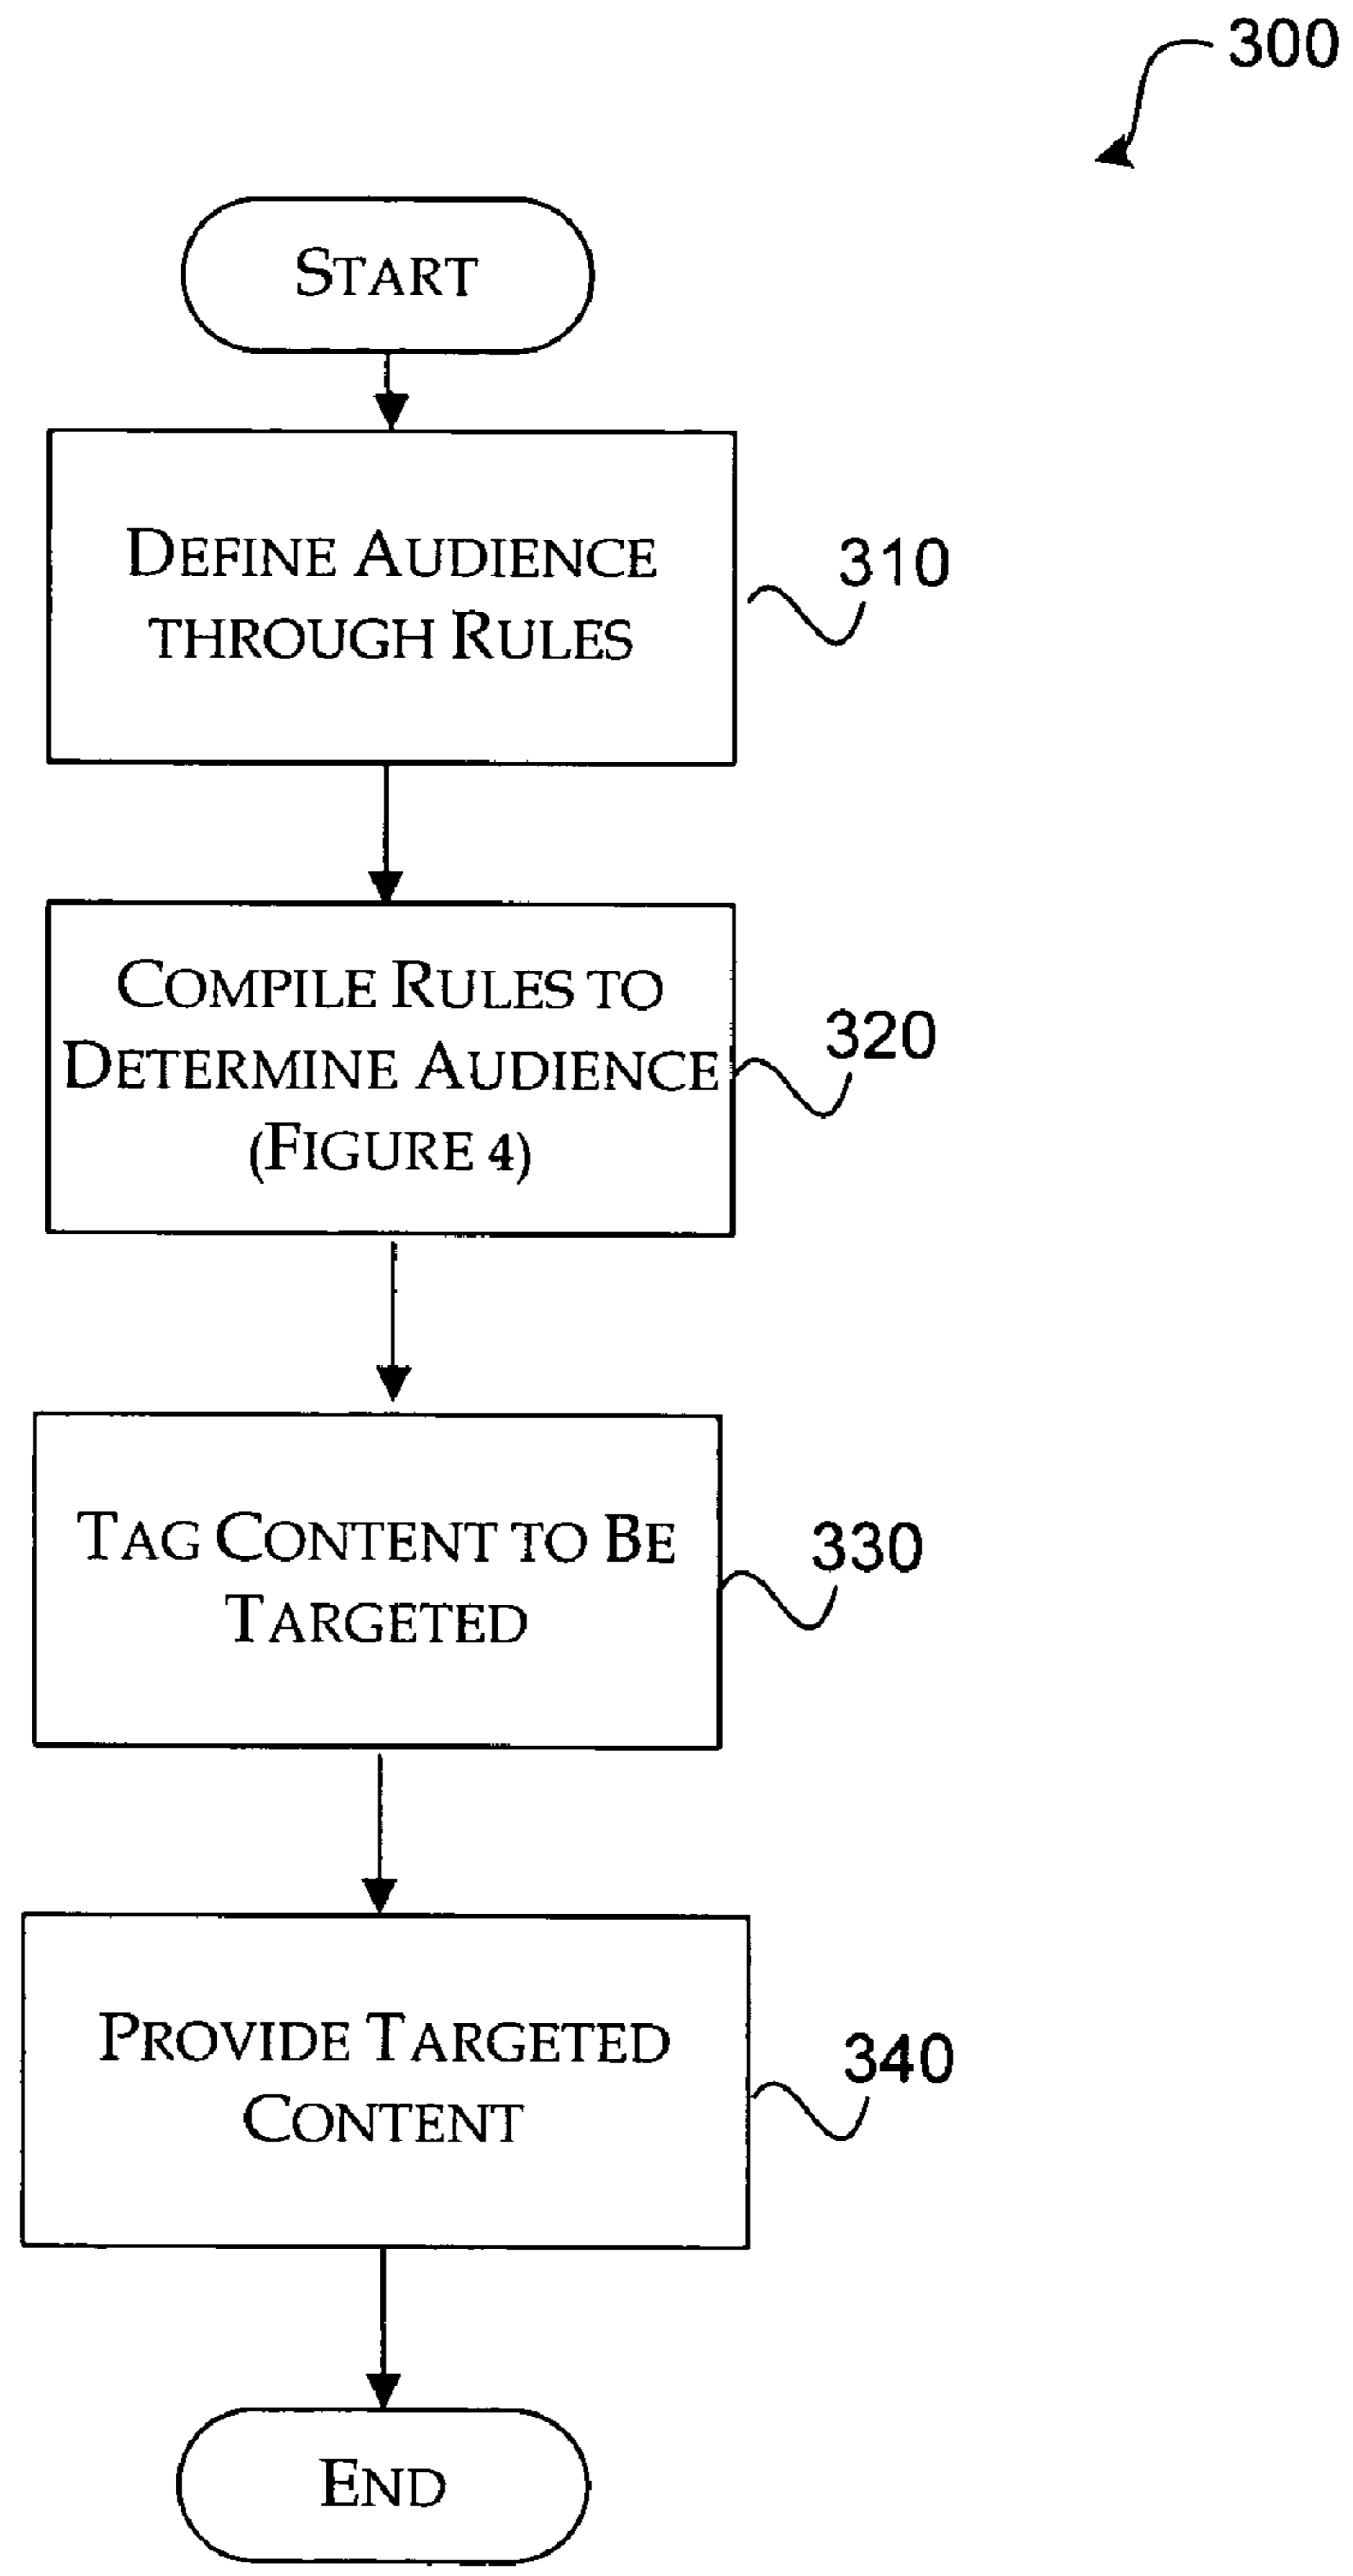 300
START
DEFINE AUDIENCE
THROUGH RULES
310
COMPILE RULES TO
DETERMINE AUDIENCE
(FIGURE 4)
320
TAG CONTENT TO BE
TARGETED
330
PROVIDE TARGETED
CONTENT
340
END